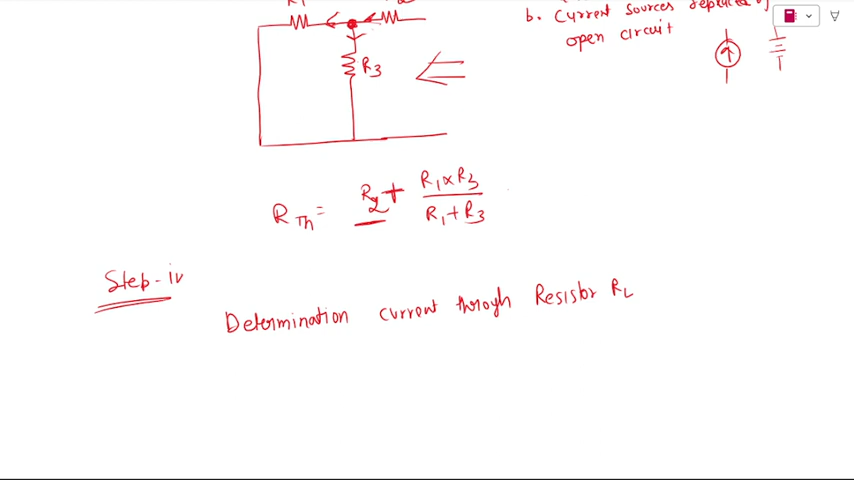 b. Current sources replaced by
open circuit
R3
RTh = R2 + R1 x R3
R1 + R3
Step-iv
Determination current throgh Resistor RL